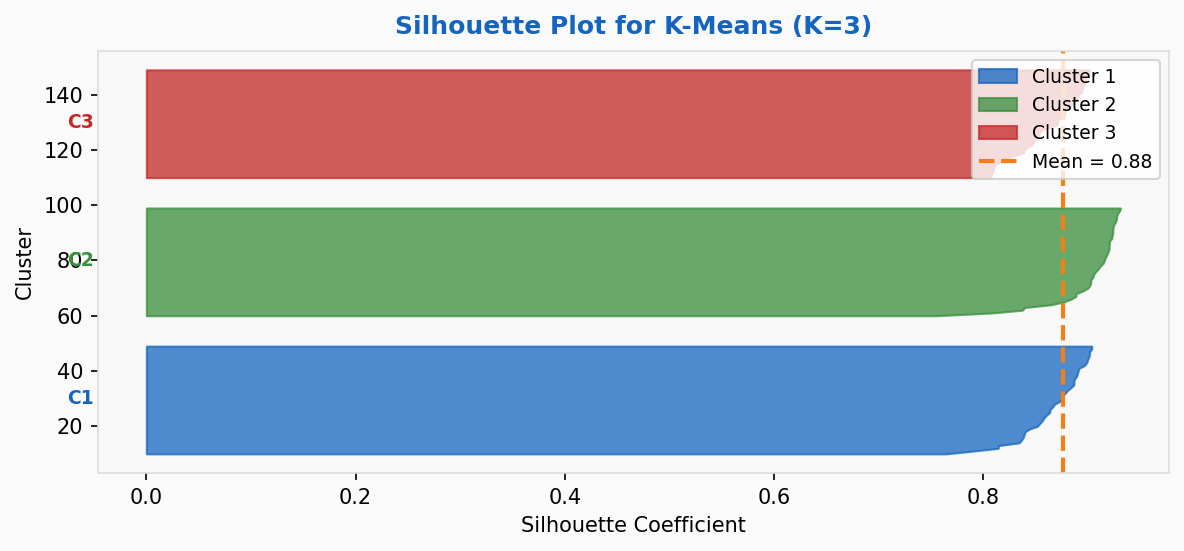 Silhouette Plot for K-Means (K=3)
Cluster 1
Cluster 2
Cluster 3
Mean = 0.88
140
C3
120
100
80
C2
60
40
C1
20
Cluster
0.0 0.2 0.4 0.6 0.8
Silhouette Coefficient